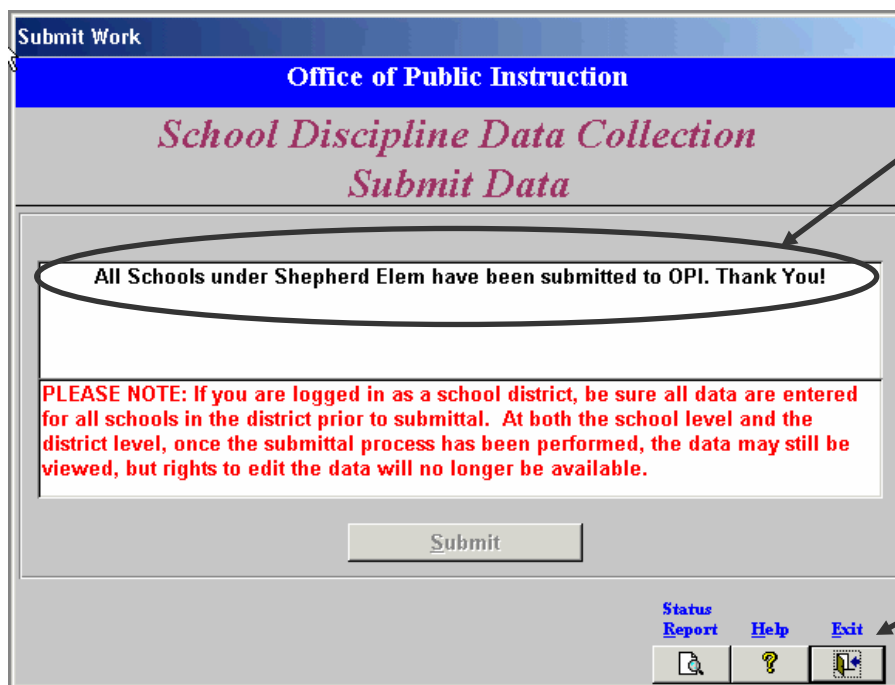 Submit Work
Office of Public Instruction
School Discipline Data Collection
Submit Data
All Schools under Shepherd Elem have been submitted to OPI. Thank You!
PLEASE NOTE: If you are logged in as a school district, be sure all data are entered
for all schools in the district prior to submittal. At both the school level and the
district level, once the submittal process has been performed, the data may still be
viewed, but rights to edit the data will no longer be available.
Submit
Status
Report Help Exit
?